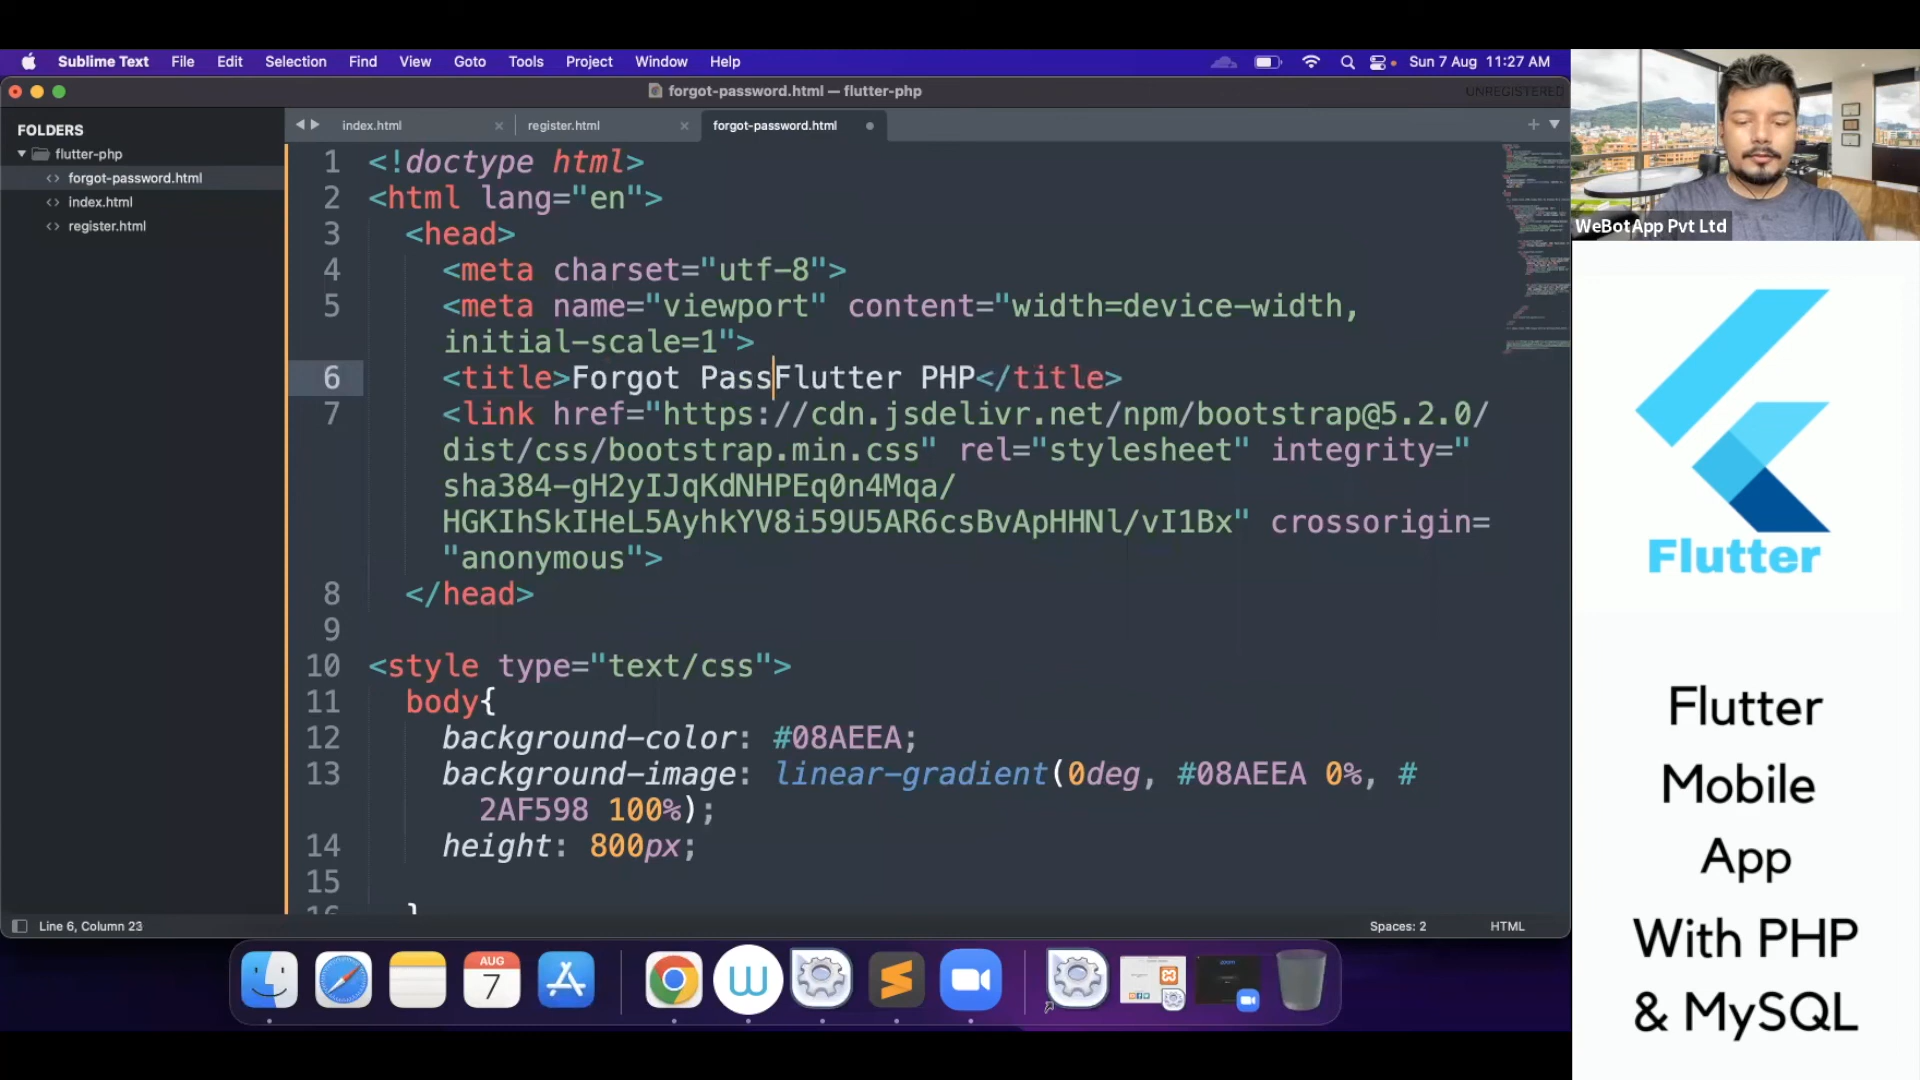 Sublime Text File Edit Selection Find View Goto Tools Project Window Help Sun 7 Aug 11:27 AM
forgot-password.html — flutter-php UNREGISTERED
FOLDERS
flutter-php
<> forgot-password.html
<> index.html
<> register.html
index.html × register.html × forgot-password.html
1 <!doctype html>
2 <html lang="en">
3 <head>
4 <meta charset="utf-8">
5 <meta name="viewport" content="width=device-width,
initial-scale=1">
6 <title>Forgot PassFlutter PHP</title>
7 <link href="https://cdn.jsdelivr.net/npm/bootstrap@5.2.0/
dist/css/bootstrap.min.css" rel="stylesheet" integrity="
sha384-gH2yIJqKdNHPEq0n4Mqa/
HGKIhSkIHeL5AyhkYV8i59U5AR6csBvApHHNl/vI1Bx" crossorigin=
"anonymous">
8 </head>
9
10 <style type="text/css">
11 body{
12 background-color: #08AEEA;
13 background-image: linear-gradient(0deg, #08AEEA 0%, #
2AF598 100%);
14 height: 800px;
15
16 }
Line 6, Column 23 Spaces: 2 HTML
AUG
7
WeBotApp Pvt Ltd
Flutter
Flutter
Mobile
App
With PHP
& MySQL